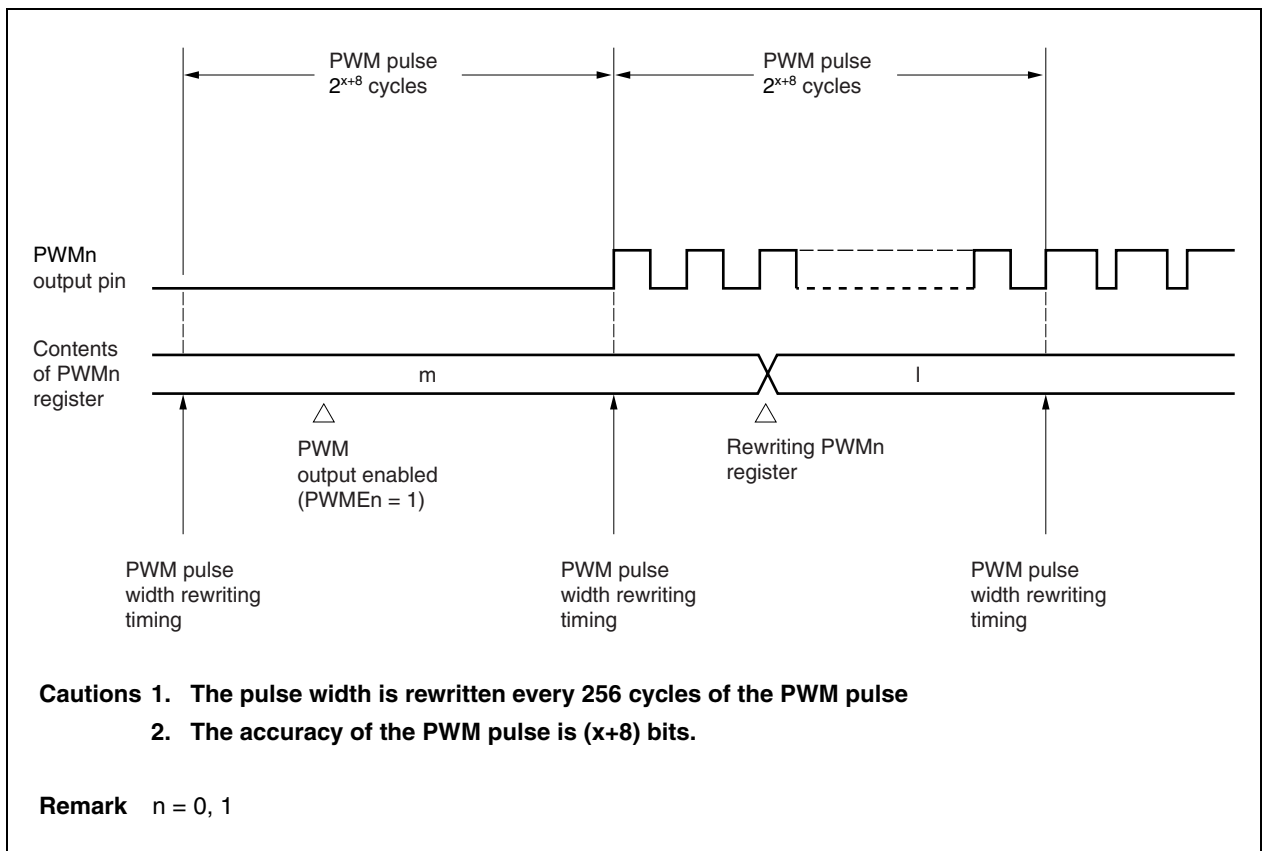 PWM pulse
2^x+8 cycles
PWM pulse
2^x+8 cycles
PWMn
output pin
Contents
of PWMn
register
m
l
PWM
output enabled
(PWMEn = 1)
Rewriting PWMn
register
PWM pulse
width rewriting
timing
PWM pulse
width rewriting
timing
PWM pulse
width rewriting
timing
Cautions 1. The pulse width is rewritten every 256 cycles of the PWM pulse
2. The accuracy of the PWM pulse is (x+8) bits.
Remark n = 0, 1